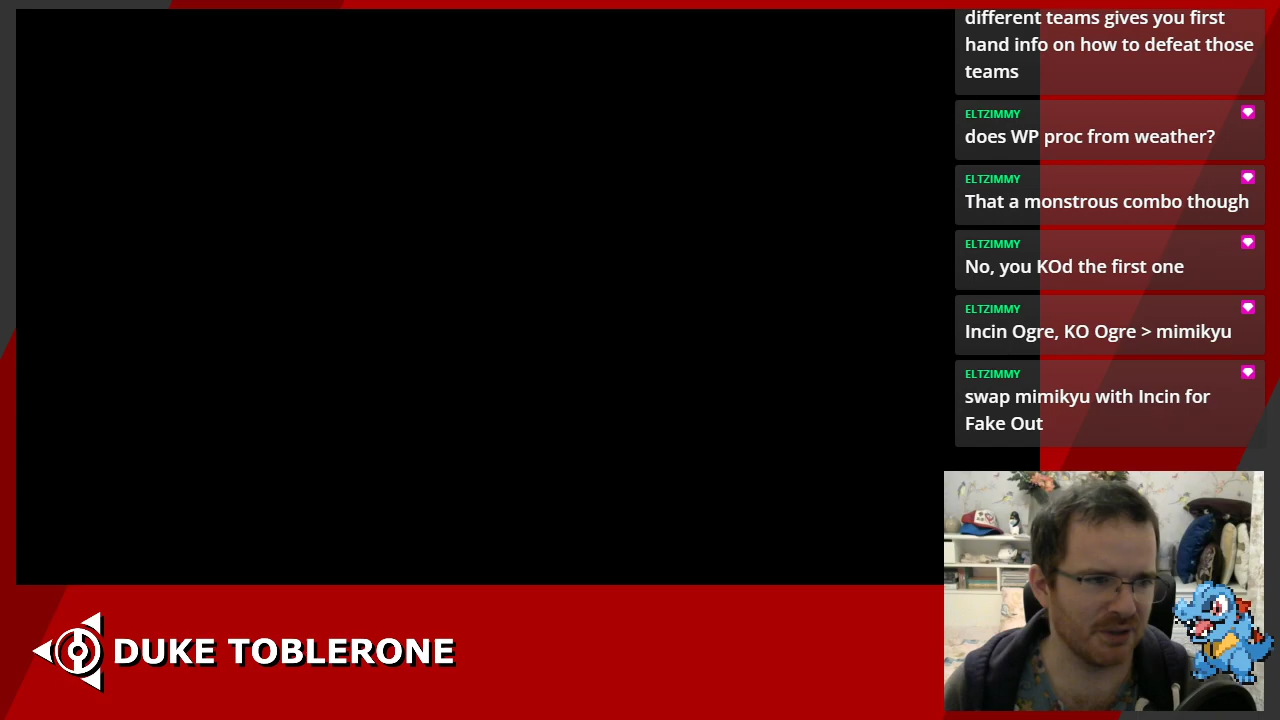 different teams gives you first
hand info on how to defeat those
teams
ELTZIMMY
does WP proc from weather?
ELTZIMMY
That a monstrous combo though
ELTZIMMY
No, you KOd the first one
ELTZIMMY
Incin Ogre, KO Ogre > mimikyu
ELTZIMMY
swap mimikyu with Incin for
Fake Out
DUKE TOBLERONE